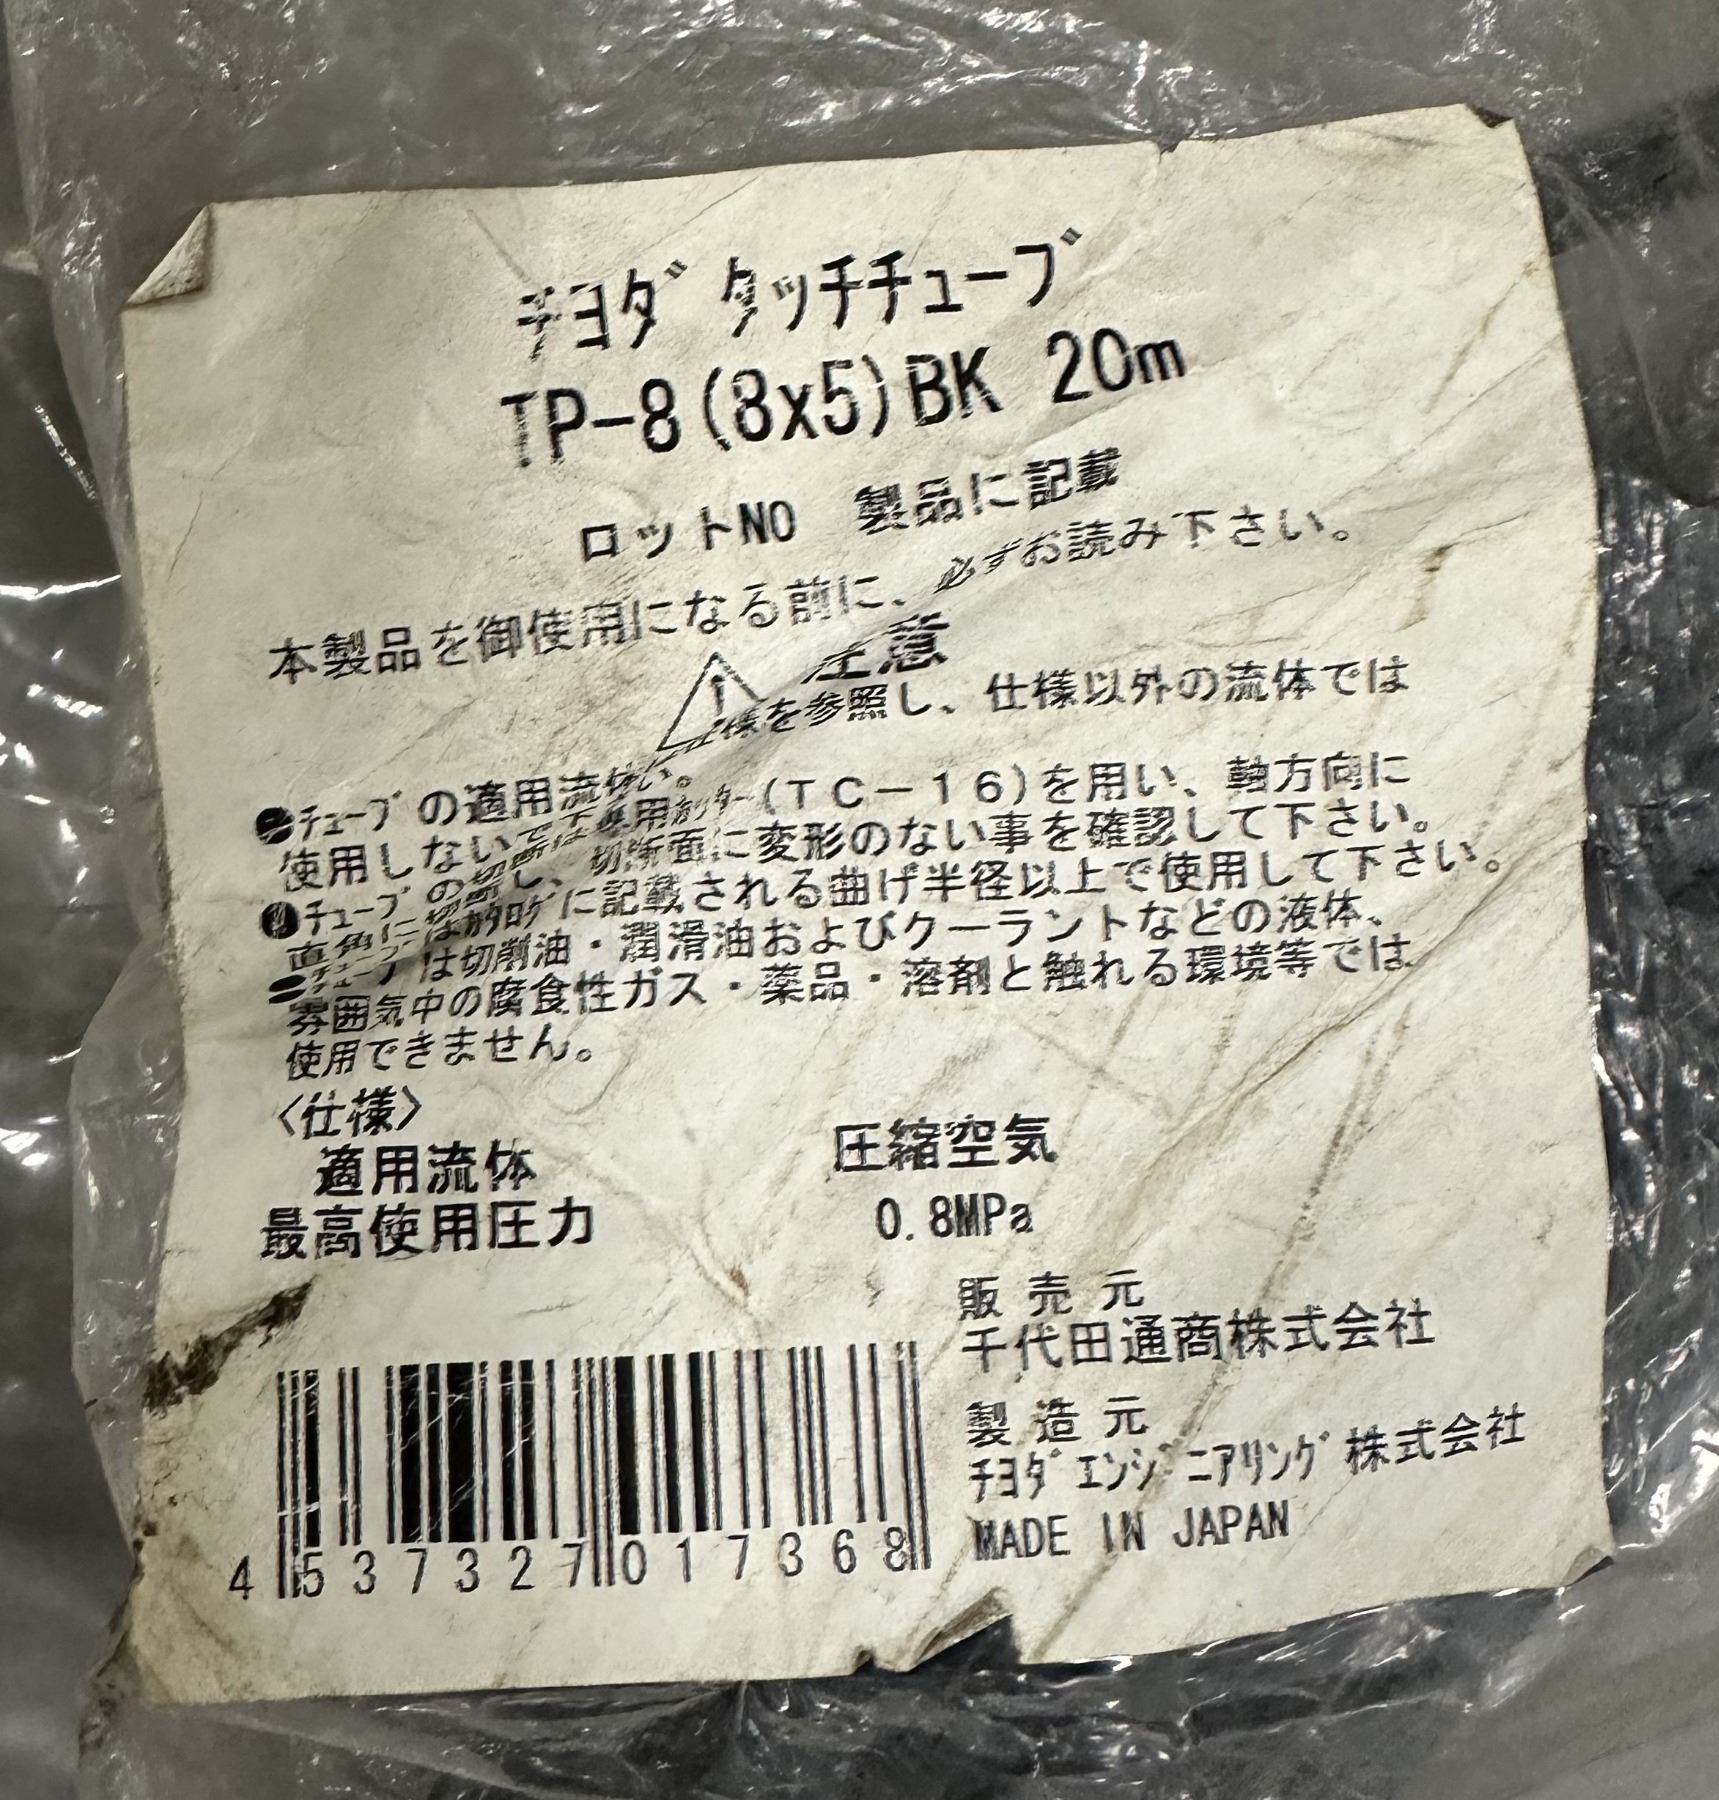 チヨダ タッチチューブ
TP-8(8x5)BK 20m
ロットNO 製品に記載
本製品を御使用になる前に、必ずお読み下さい。
注意
●チューブの適用流体は仕様を参照し、仕様以外の流体では
使用しないで下さい。
●チューブの切断は専用カッター(TC-16)を用い、軸方向に
直角に切断し、切断面に変形のない事を確認して下さい。
●チューブはカタログに記載される曲げ半径以上で使用して下さい。
●チューブは切削油・潤滑油およびクーラントなどの液体、
雰囲気中の腐食性ガス・薬品・溶剤と触れる環境等では
使用できません。
〈仕様〉
適用流体 圧縮空気
最高使用圧力 0.8MPa
販売元
千代田通商株式会社
製造元
チヨダエンジニアリング株式会社
MADE IN JAPAN
4 537327 017368